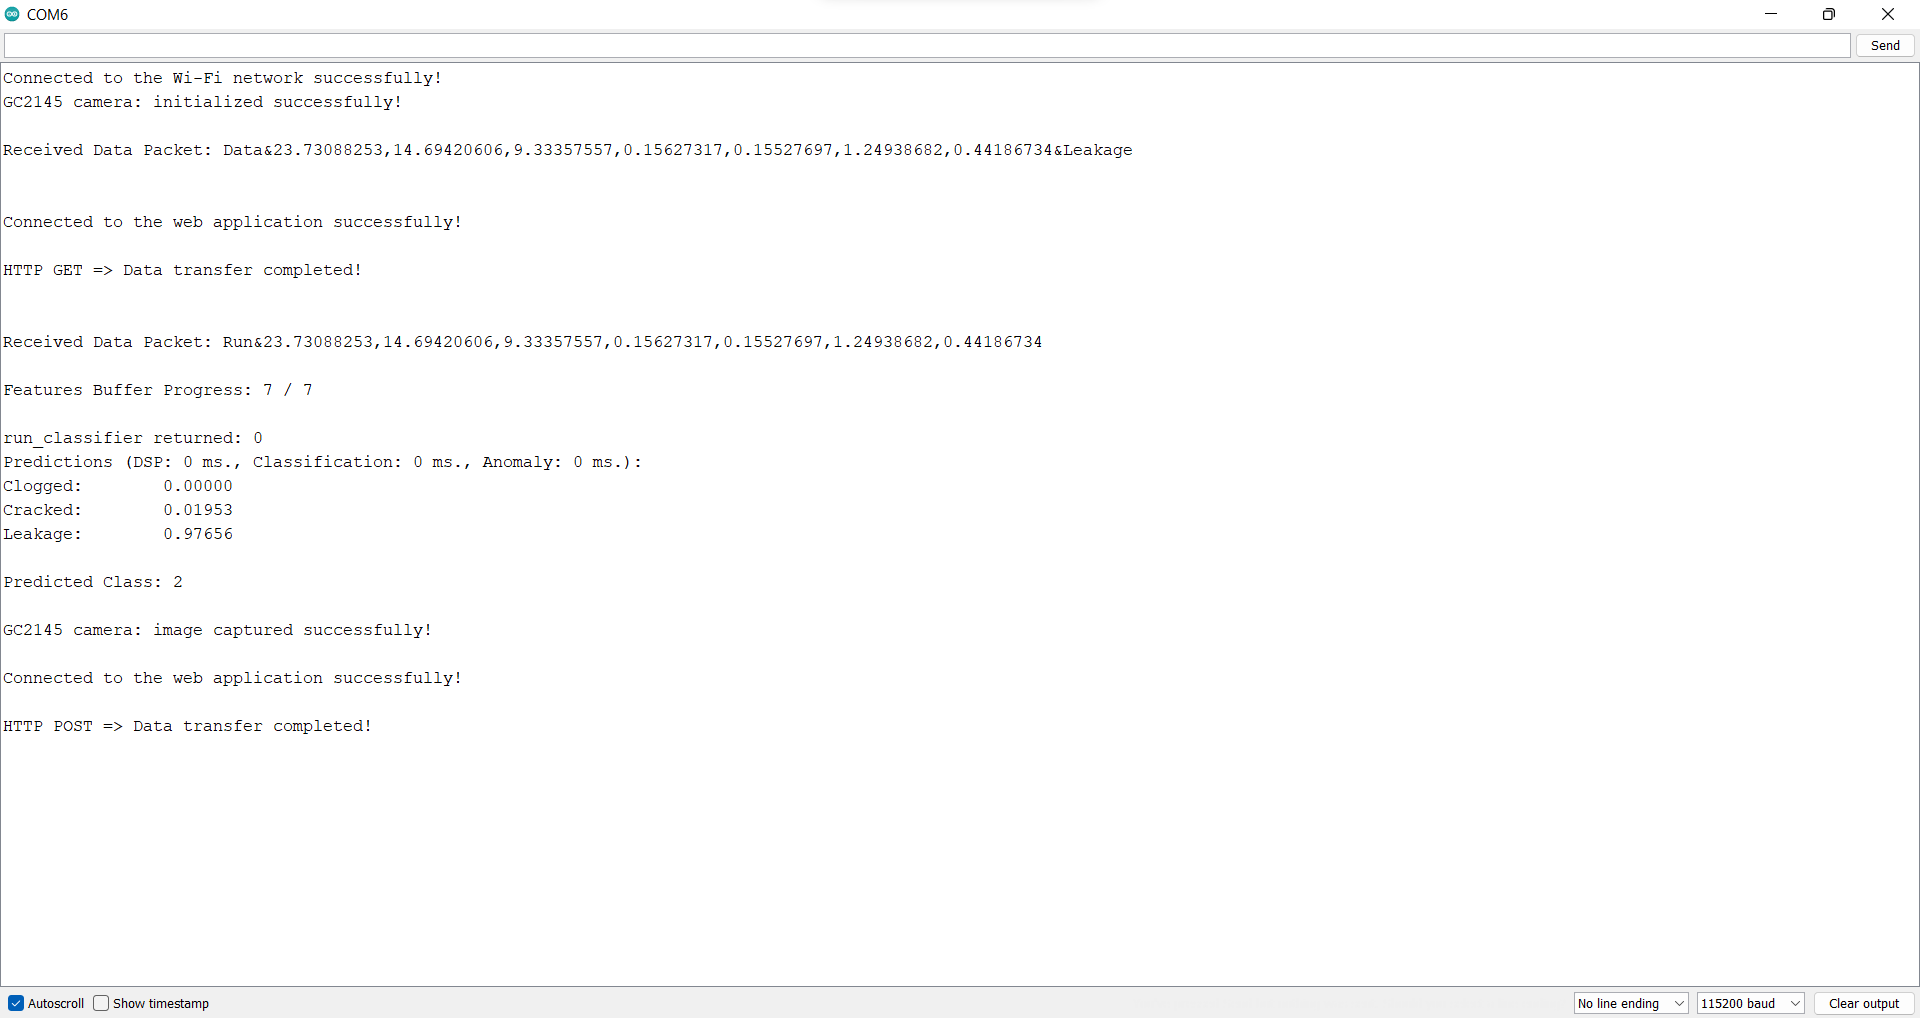 COM6
Send
Connected to the Wi-Fi network successfully!
GC2145 camera: initialized successfully!
Received Data Packet: Data&23.73088253,14.69420606,9.33357557,0.15627317,0.15527697,1.24938682,0.44186734&Leakage
Connected to the web application successfully!
HTTP GET => Data transfer completed!
Received Data Packet: Run&23.73088253,14.69420606,9.33357557,0.15627317,0.15527697,1.24938682,0.44186734
Features Buffer Progress: 7 / 7
run_classifier returned: 0
Predictions (DSP: 0 ms., Classification: 0 ms., Anomaly: 0 ms.):
Clogged: 0.00000
Cracked: 0.01953
Leakage: 0.97656
Predicted Class: 2
GC2145 camera: image captured successfully!
Connected to the web application successfully!
HTTP POST => Data transfer completed!
Autoscroll Show timestamp No line ending 115200 baud Clear output